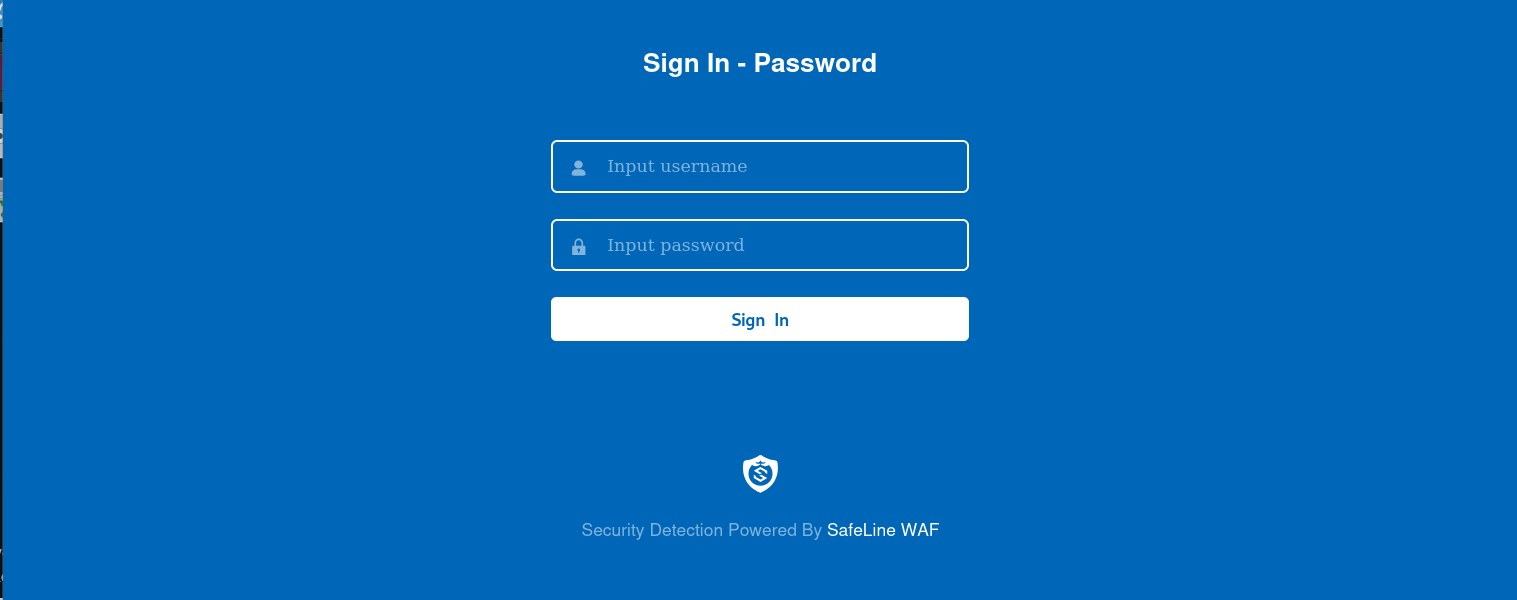 Sign In - Password
Input username
Input password
Sign In
Security Detection Powered By SafeLine WAF